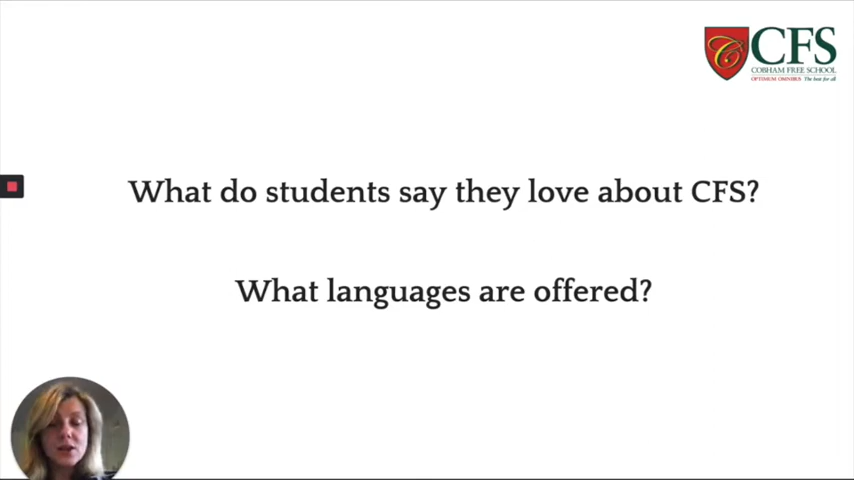 CFS
COBHAM FREE SCHOOL
OPTIMUM OMNIBUS The best for all
What do students say they love about CFS?
What languages are offered?